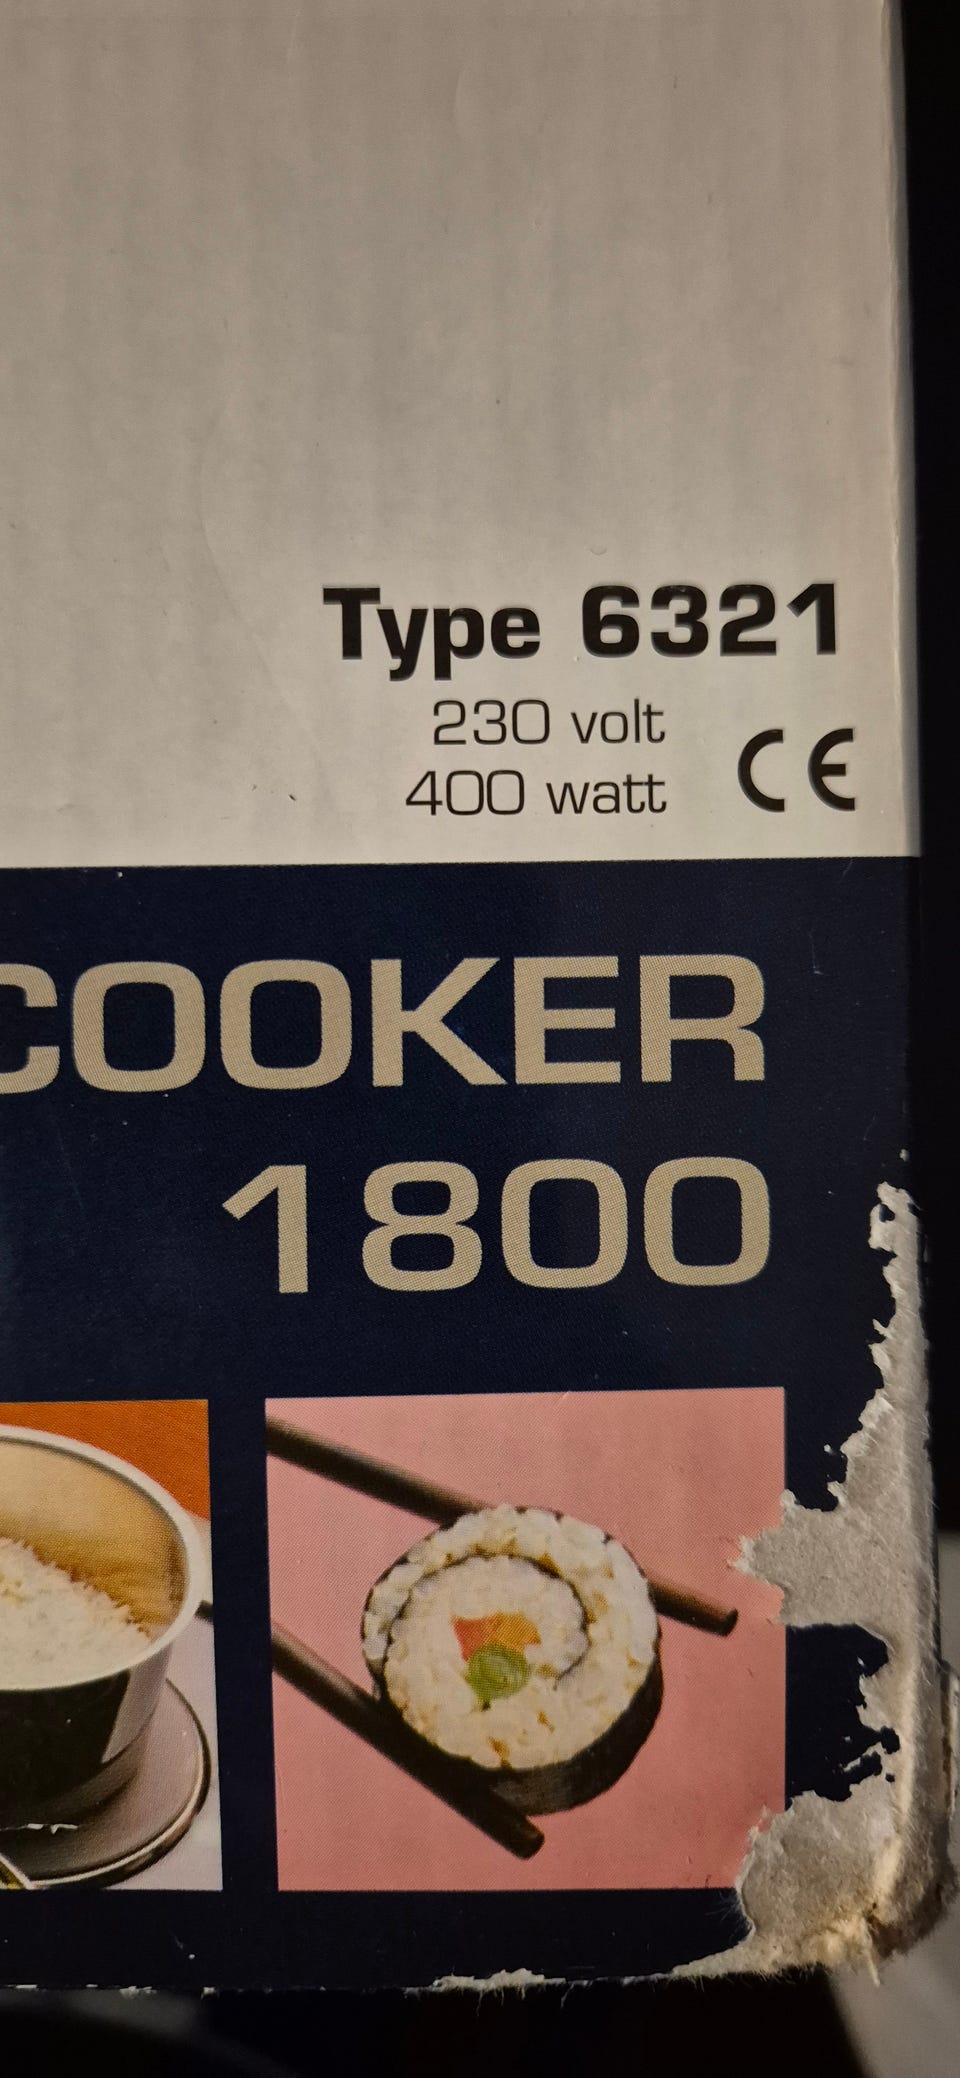 Type 6321
230 volt
400 watt
CE
COOKER
1800